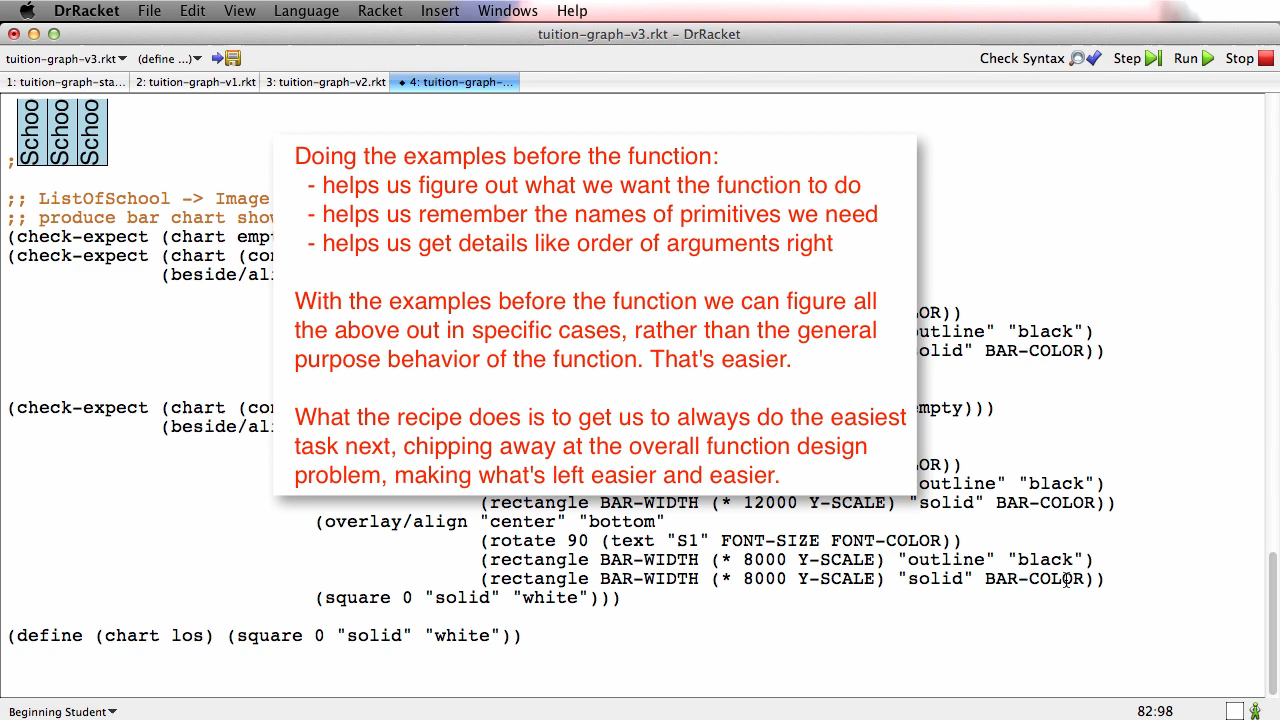 DrRacket File Edit View Language Racket Insert Windows Help
tuition-graph-v3.rkt - DrRacket
tuition-graph-v3.rkt▾ (define ...)▾ Check Syntax Step Run Stop
1: tuition-graph-sta... 2: tuition-graph-v1.rkt 3: tuition-graph-v2.rkt ◆ 4: tuition-graph-...
Schoo Schoo Schoo
;
;; ListOfSchool -> Image
;; produce bar chart show
(check-expect (chart empt
(check-expect (chart (con
(beside/ali
Doing the examples before the function:
- helps us figure out what we want the function to do
- helps us remember the names of primitives we need
- helps us get details like order of arguments right
With the examples before the function we can figure all
the above out in specific cases, rather than the general
purpose behavior of the function. That's easier.
What the recipe does is to get us to always do the easiest
task next, chipping away at the overall function design
problem, making what's left easier and easier.
OR))
outline" "black")
solid" BAR-COLOR))
(check-expect (chart (con
empty)))
(beside/ali
OR))
outline" "black")
(rectangle BAR-WIDTH (* 12000 Y-SCALE) "solid" BAR-COLOR))
(overlay/align "center" "bottom"
(rotate 90 (text "S1" FONT-SIZE FONT-COLOR))
(rectangle BAR-WIDTH (* 8000 Y-SCALE) "outline" "black")
(rectangle BAR-WIDTH (* 8000 Y-SCALE) "solid" BAR-COLOR))
(square 0 "solid" "white")))
(define (chart los) (square 0 "solid" "white"))
Beginning Student▾ 82:98